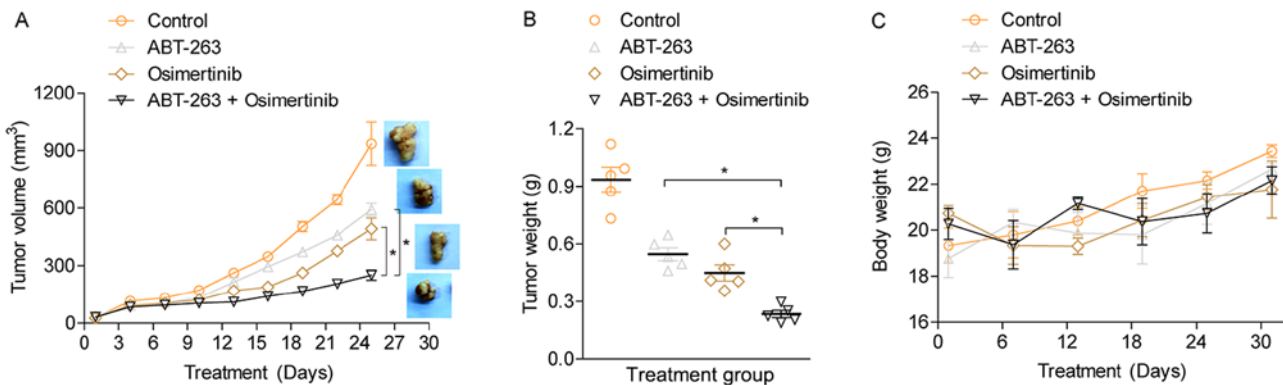 A
Control
ABT-263
Osimertinib
ABT-263 + Osimertinib
Tumor volume (mm³)
1200
900
600
300
0
* *
0 3 6 9 12 15 18 21 24 27 30
Treatment (Days)
B
Control
ABT-263
Osimertinib
ABT-263 + Osimertinib
Tumor weight (g)
1.2
0.9
0.6
0.3
0.0
*
*
Treatment group
C
Control
ABT-263
Osimertinib
ABT-263 + Osimertinib
Body weight (g)
26
24
22
20
18
16
0 6 12 18 24 30
Treatment (Days)